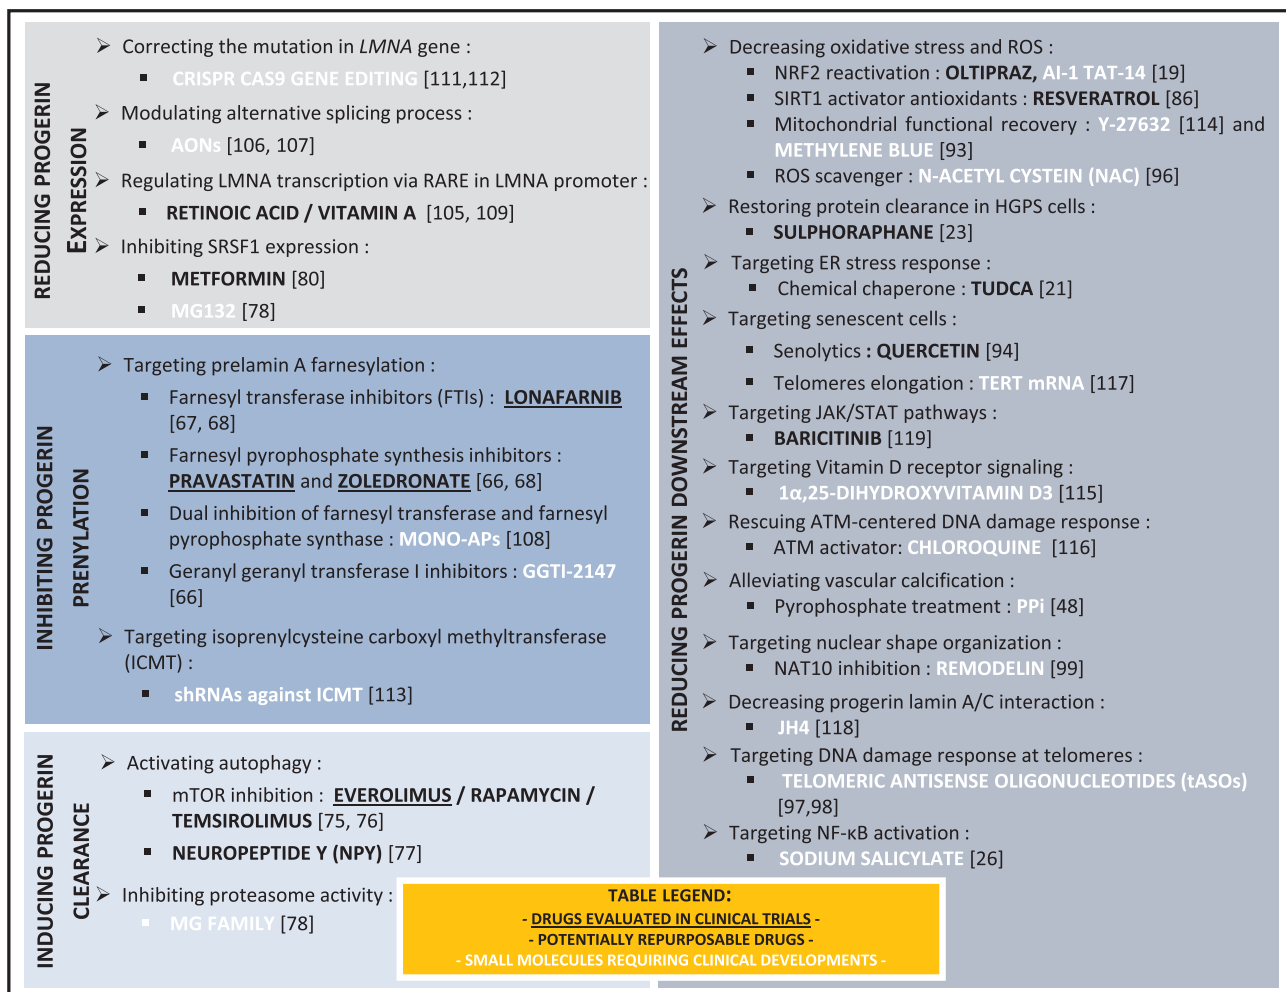 REDUCING PROGERIN
EXPRESSION
➢ Correcting the mutation in LMNA gene :
▪ CRISPR CAS9 GENE EDITING [111,112]
➢ Modulating alternative splicing process :
▪ AONs [106, 107]
➢ Regulating LMNA transcription via RARE in LMNA promoter :
▪ RETINOIC ACID / VITAMIN A [105, 109]
➢ Inhibiting SRSF1 expression :
▪ METFORMIN [80]
▪ MG132 [78]
INHIBITING PROGERIN
PRENYLATION
➢ Targeting prelamin A farnesylation :
▪ Farnesyl transferase inhibitors (FTIs) : LONAFARNIB
[67, 68]
▪ Farnesyl pyrophosphate synthesis inhibitors :
PRAVASTATIN and ZOLEDRONATE [66, 68]
▪ Dual inhibition of farnesyl transferase and farnesyl
pyrophosphate synthase : MONO-APs [108]
▪ Geranyl geranyl transferase I inhibitors : GGTI-2147
[66]
➢ Targeting isoprenylcysteine carboxyl methyltransferase
(ICMT) :
▪ shRNAs against ICMT [113]
INDUCING PROGERIN
CLEARANCE
➢ Activating autophagy :
▪ mTOR inhibition : EVEROLIMUS / RAPAMYCIN /
TEMSIROLIMUS [75, 76]
▪ NEUROPEPTIDE Y (NPY) [77]
➢ Inhibiting proteasome activity :
▪ MG FAMILY [78]
REDUCING PROGERIN DOWNSTREAM EFFECTS
➢ Decreasing oxidative stress and ROS :
▪ NRF2 reactivation : OLTIPRAZ, AI-1 TAT-14 [19]
▪ SIRT1 activator antioxidants : RESVERATROL [86]
▪ Mitochondrial functional recovery : Y-27632 [114] and
METHYLENE BLUE [93]
▪ ROS scavenger : N-ACETYL CYSTEIN (NAC) [96]
➢ Restoring protein clearance in HGPS cells :
▪ SULPHORAPHANE [23]
➢ Targeting ER stress response :
▪ Chemical chaperone : TUDCA [21]
➢ Targeting senescent cells :
▪ Senolytics : QUERCETIN [94]
▪ Telomeres elongation : TERT mRNA [117]
➢ Targeting JAK/STAT pathways :
▪ BARICITINIB [119]
➢ Targeting Vitamin D receptor signaling :
▪ 1α,25-DIHYDROXYVITAMIN D3 [115]
➢ Rescuing ATM-centered DNA damage response :
▪ ATM activator: CHLOROQUINE [116]
➢ Alleviating vascular calcification :
▪ Pyrophosphate treatment : PPi [48]
➢ Targeting nuclear shape organization :
▪ NAT10 inhibition : REMODELIN [99]
➢ Decreasing progerin lamin A/C interaction :
▪ JH4 [118]
➢ Targeting DNA damage response at telomeres :
▪ TELOMERIC ANTISENSE OLIGONUCLEOTIDES (tASOs)
[97,98]
➢ Targeting NF-κB activation :
▪ SODIUM SALICYLATE [26]
TABLE LEGEND:
- DRUGS EVALUATED IN CLINICAL TRIALS -
- POTENTIALLY REPURPOSABLE DRUGS -
- SMALL MOLECULES REQUIRING CLINICAL DEVELOPMENTS -